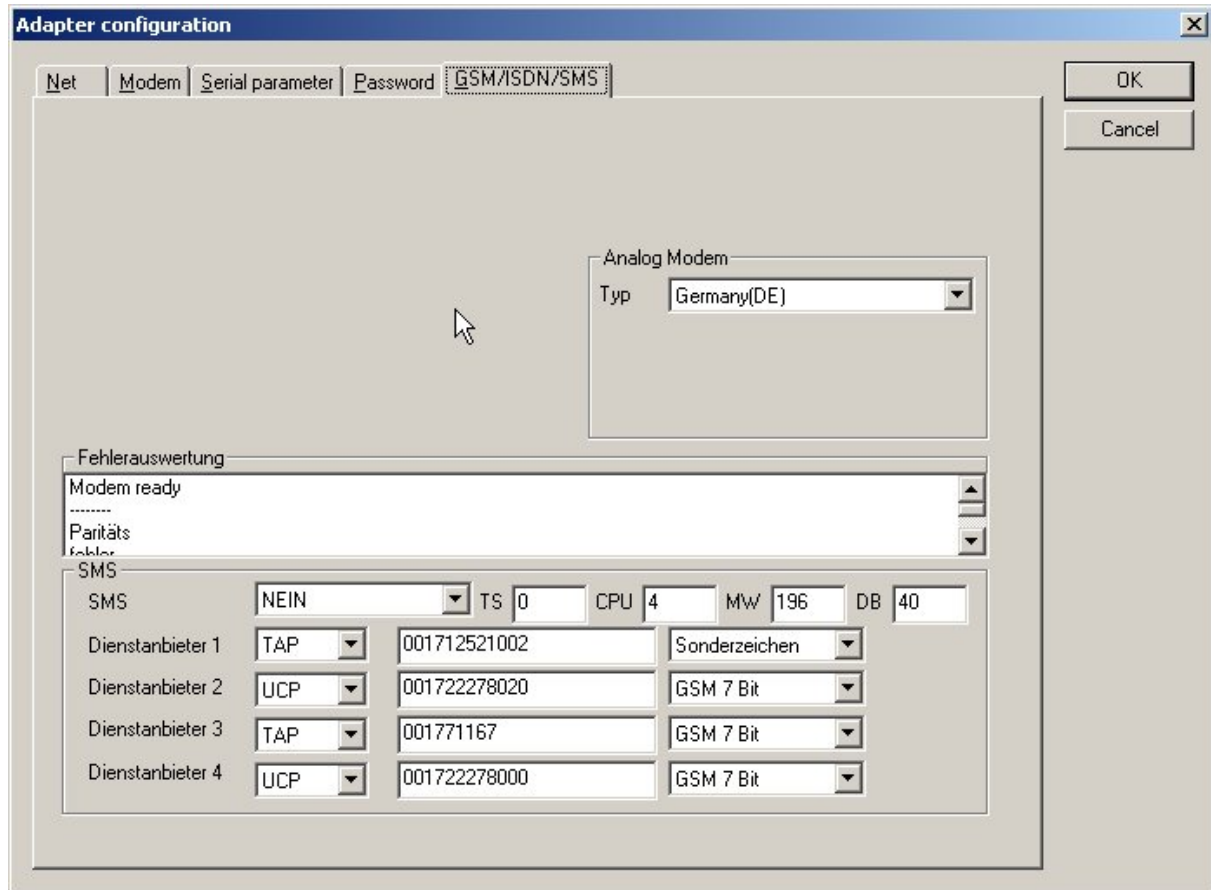 Adapter configuration
Net Modem Serial parameter Password GSM/ISDN/SMS
OK
Cancel
Analog Modem
Typ Germany(DE)
Fehlerauswertung
Modem ready
--------
Paritäts
fehler
SMS
SMS NEIN TS 0 CPU 4 MW 196 DB 40
Dienstanbieter 1 TAP 001712521002 Sonderzeichen
Dienstanbieter 2 UCP 001722278020 GSM 7 Bit
Dienstanbieter 3 TAP 001771167 GSM 7 Bit
Dienstanbieter 4 UCP 001722278000 GSM 7 Bit